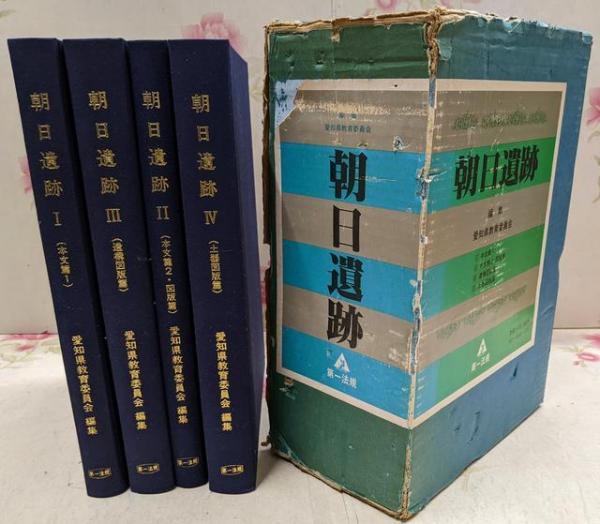 朝日遺跡 Ⅰ
(本文篇1)
愛知県教育委員会 編集
第一法規
朝日遺跡 Ⅲ
(遺構図版篇)
愛知県教育委員会 編集
朝日遺跡 Ⅱ
(本文篇2・図版篇)
愛知県教育委員会 編集
第一法規
朝日遺跡 Ⅳ
(土器図版篇)
愛知県教育委員会 編集
第一法規
愛知県教育委員会
朝日遺跡
第一法規
朝日遺跡
編集
愛知県教育委員会
第一法規